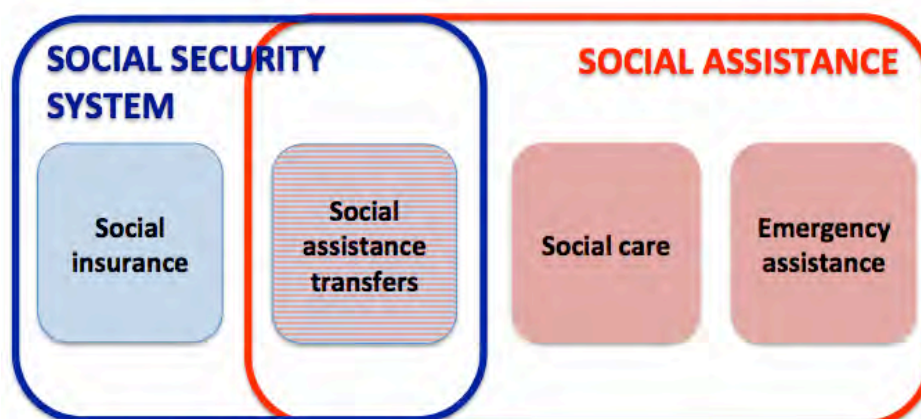 SOCIAL SECURITY
SYSTEM
SOCIAL ASSISTANCE
Social
insurance
Social
assistance
transfers
Social care
Emergency
assistance